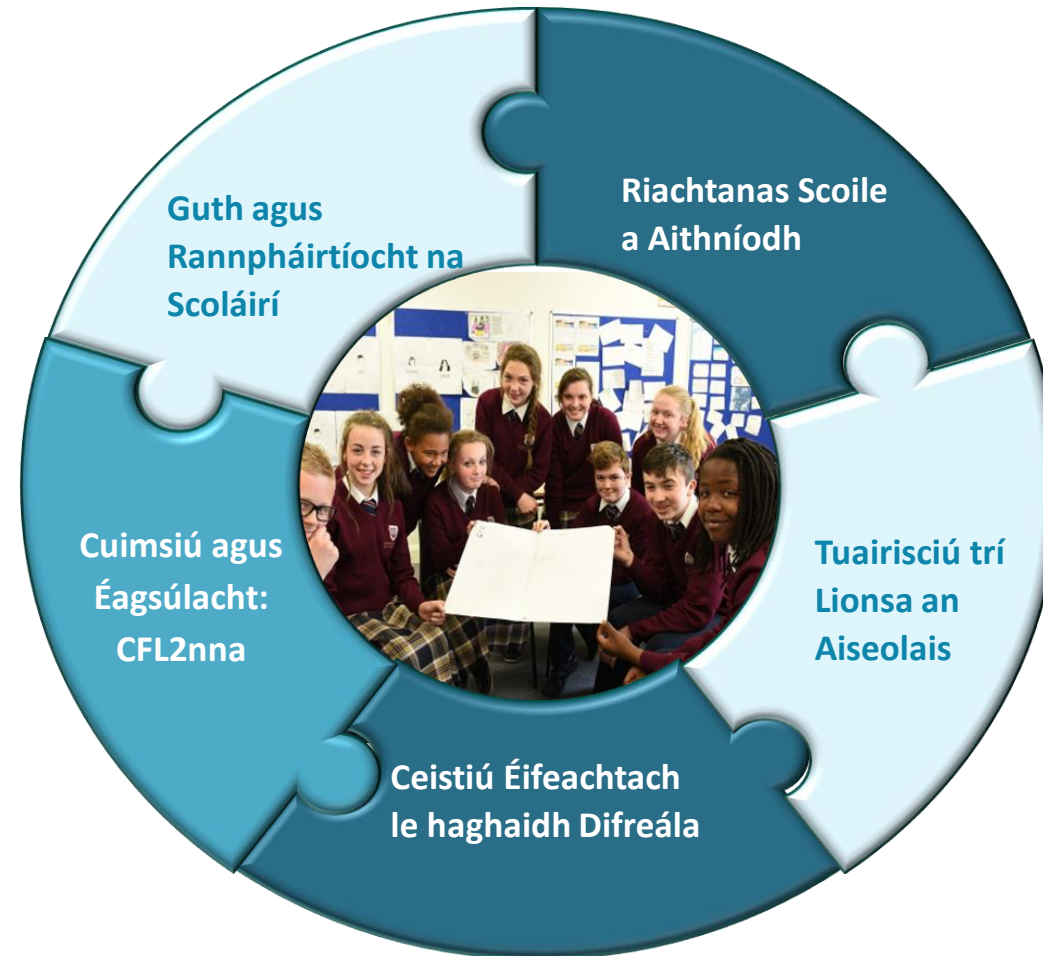 Guth agus
Rannpháirtíocht na
Scoláirí
Riachtanas Scoile
a Aithníodh
Tuairisciú trí
Lionsa an
Aiseolais
Ceistiú Éifeachtach
le haghaidh Difreála
Cuimsiú agus
Éagsúlacht:
CFL2nna